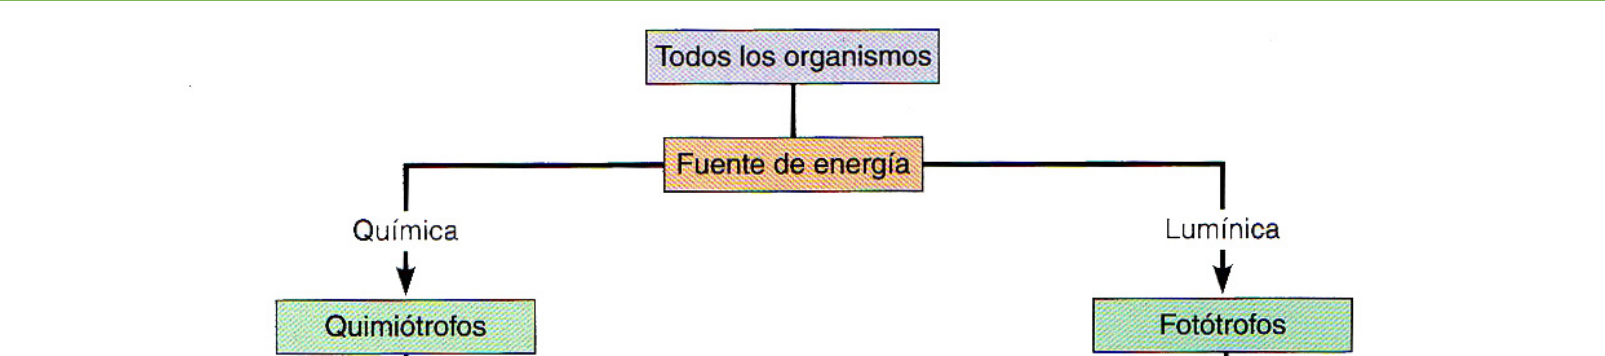 Todos los organismos
Fuente de energía
Química
Lumínica
Quimiótrofos
Fotótrofos